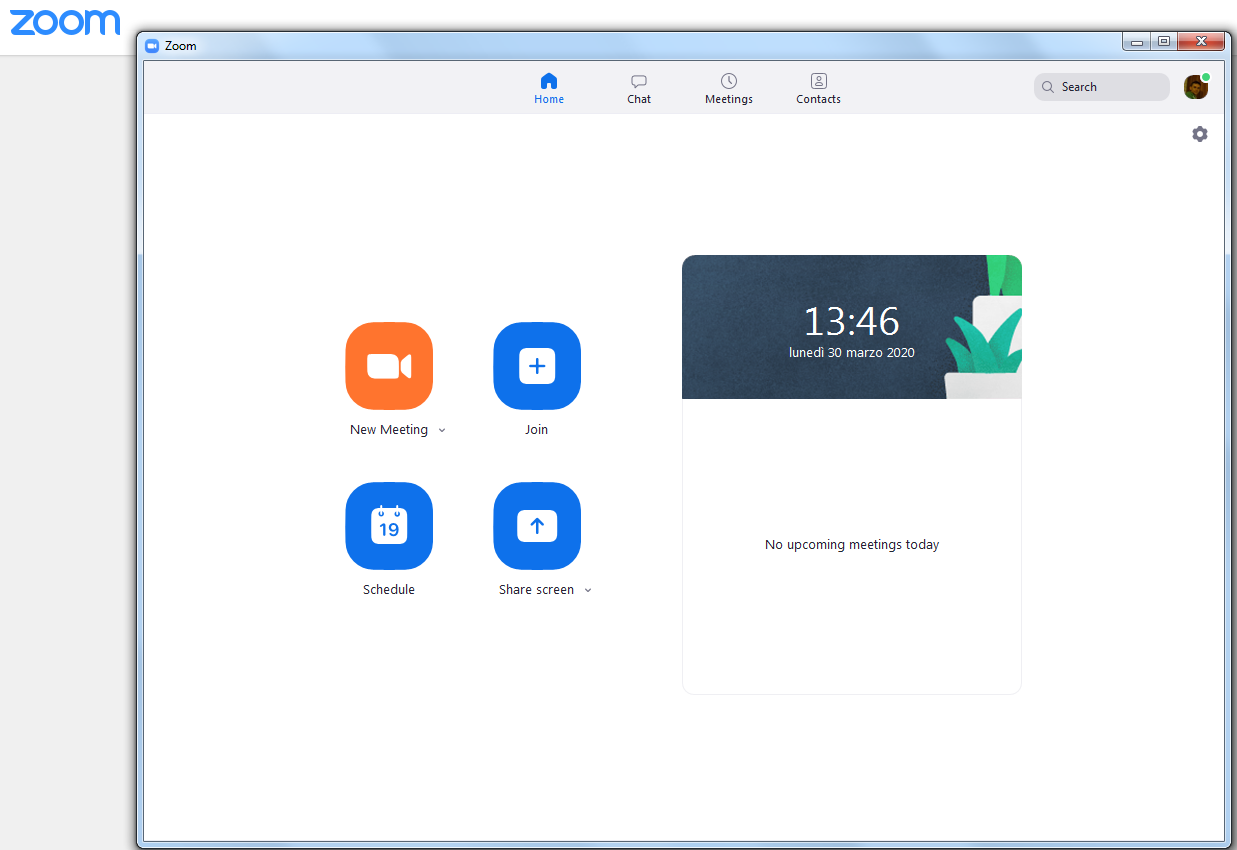 zoom
Zoom
Home
Chat
Meetings
Contacts
Search
13:46
lunedì 30 marzo 2020
New Meeting
Join
19
Schedule
Share screen
No upcoming meetings today